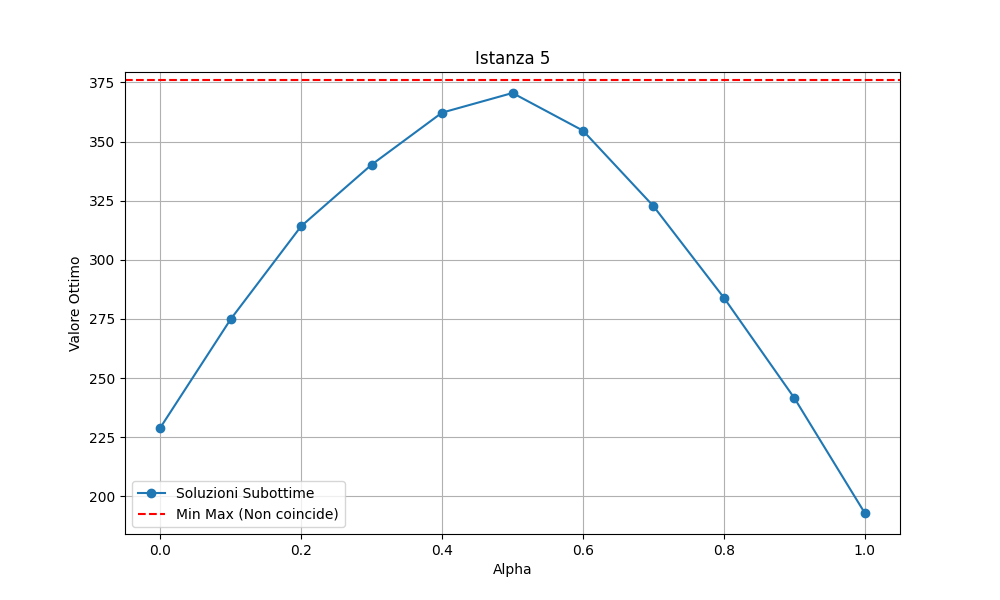 Istanza 5
Valore Ottimo
375
350
325
300
275
250
225
200
Soluzioni Subottime
Min Max (Non coincide)
0.0 0.2 0.4 0.6 0.8 1.0
Alpha